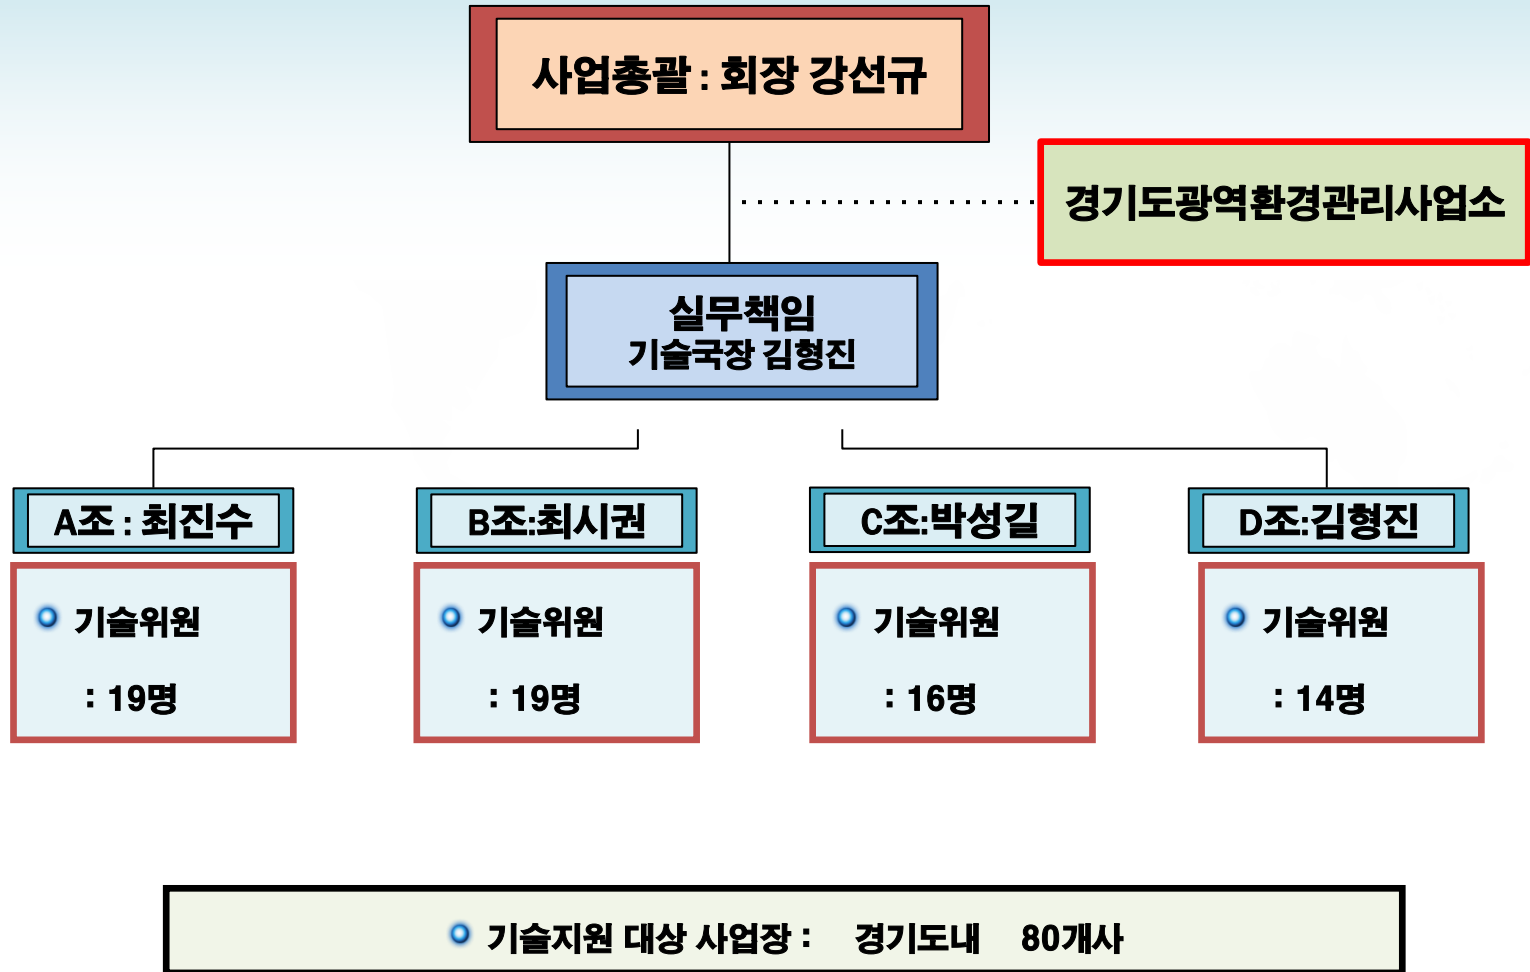 사업총괄 : 회장 강선규
경기도광역환경관리사업소
실무책임
기술국장 김형진
A조 : 최진수
B조:최시권
C조:박성길
D조:김형진
기술위원
: 19명
기술위원
: 19명
기술위원
: 16명
기술위원
: 14명
기술지원 대상 사업장 : 경기도내 80개사